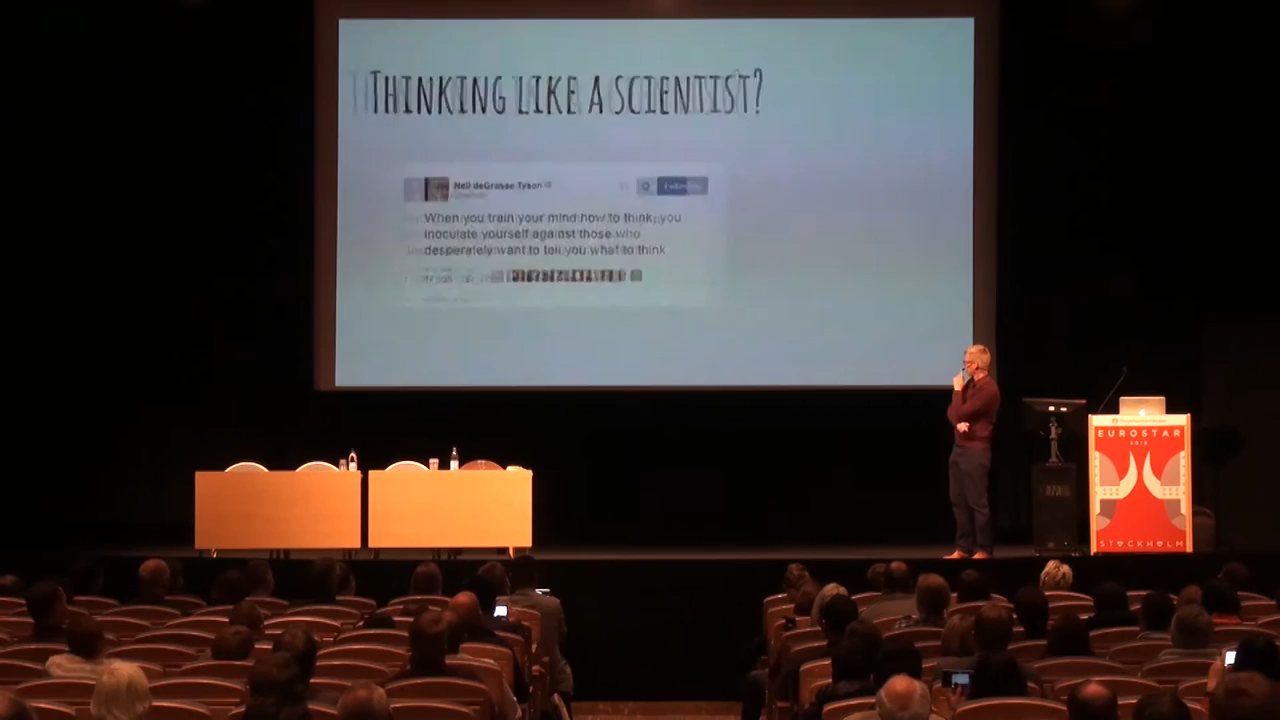 THINKING LIKE A SCIENTIST?
Neil deGrasse Tyson
Following
When you train your mind how to think, you
inoculate yourself against those who
desperately want to tell you what to think
EUROSTAR
STOCKHOLM